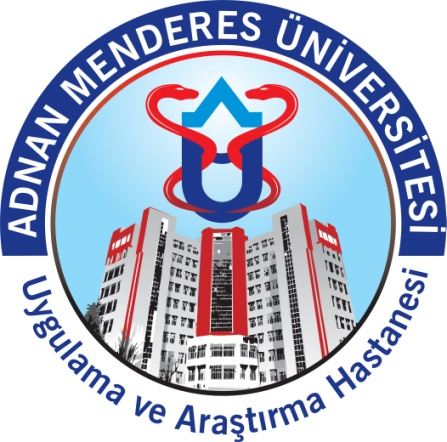 ADNAN MENDERES ÜNİVERSİTESİ
Uygulama ve Araştırma Hastanesi